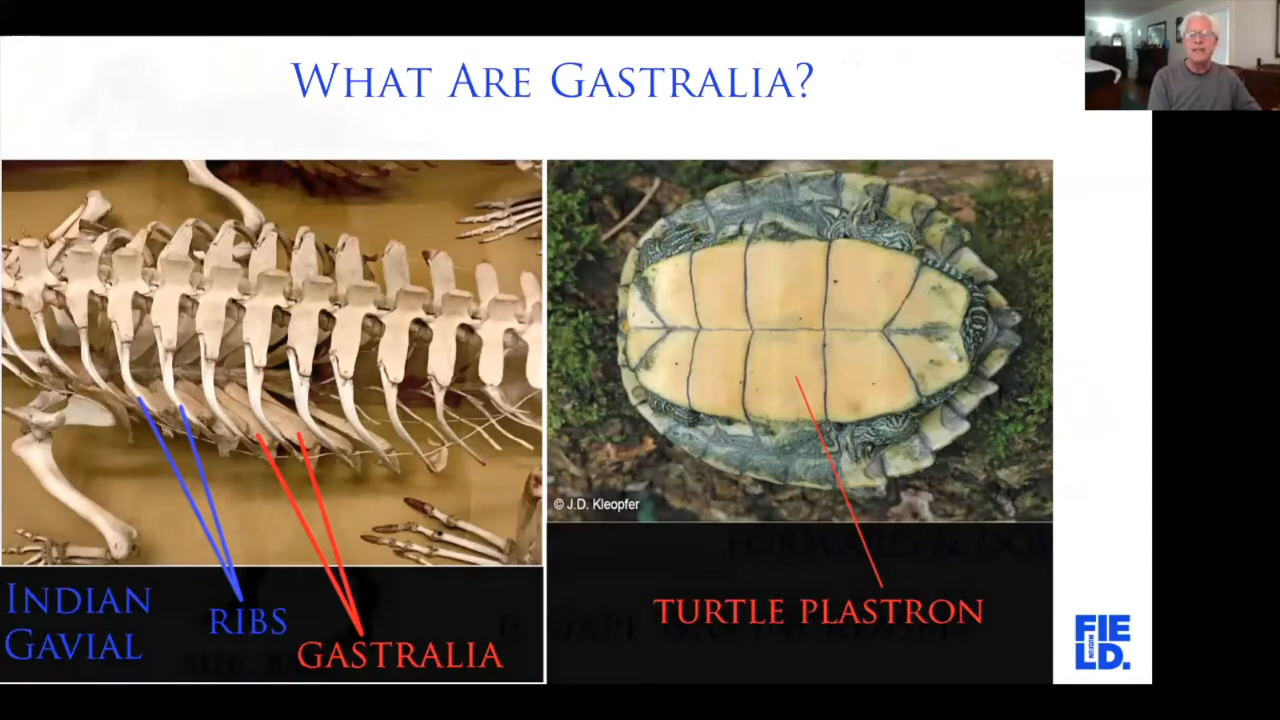 WHAT ARE GASTRALIA?
© J.D. Kleopfer
INDIAN
GAVIAL
RIBS
GASTRALIA
TURTLE PLASTRON
FIE
LD.